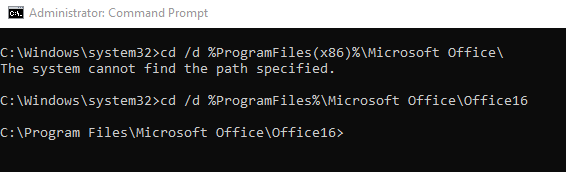 Administrator: Command Prompt
C:\Windows\system32>cd /d %ProgramFiles(x86)%\Microsoft Office\
The system cannot find the path specified.
C:\Windows\system32>cd /d %ProgramFiles%\Microsoft Office\Office16
C:\Program Files\Microsoft Office\Office16>